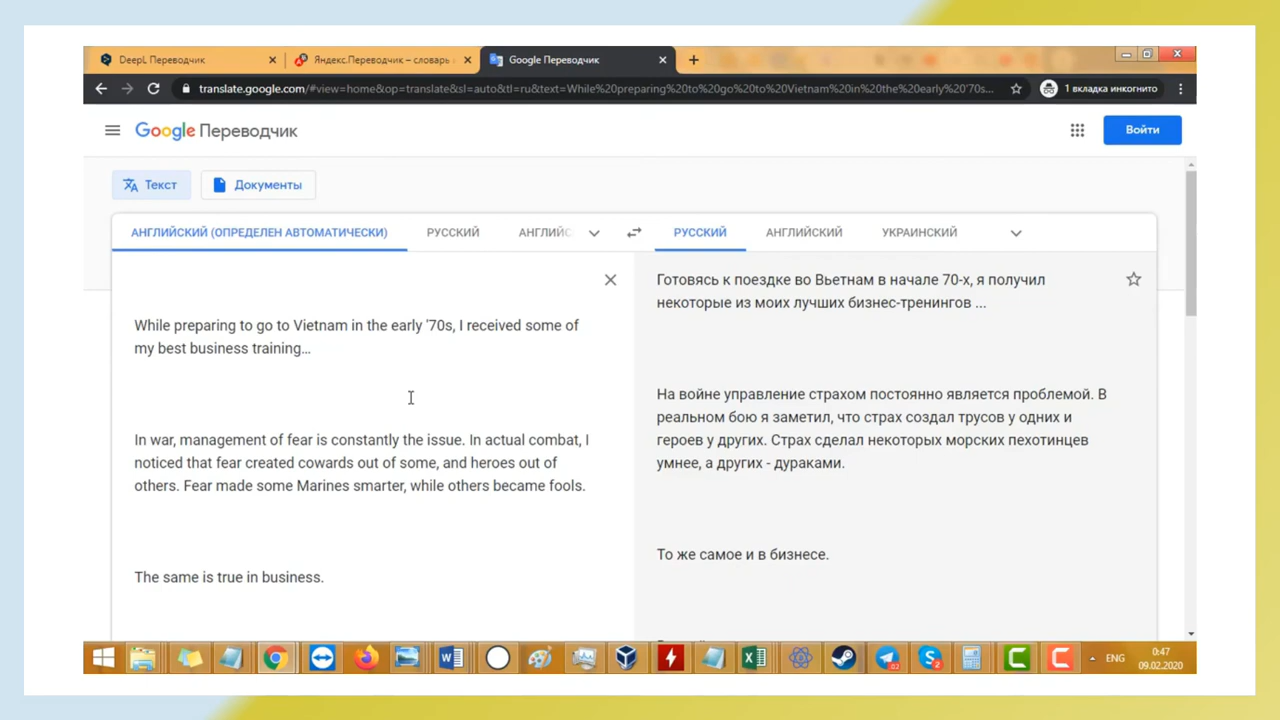 DeepL Переводчик
Яндекс.Переводчик – словарь
Google Переводчик
translate.google.com/#view=home&op=translate&sl=auto&tl=ru&text=While%20preparing%20to%20go%20to%20Vietnam%20in%20the%20early%20'70s...
1 вкладка инкогнито
Google Переводчик
Войти
Текст
Документы
АНГЛИЙСКИЙ (ОПРЕДЕЛЕН АВТОМАТИЧЕСКИ)
РУССКИЙ
АНГЛИЙС
РУССКИЙ
АНГЛИЙСКИЙ
УКРАИНСКИЙ
While preparing to go to Vietnam in the early '70s, I received some of
my best business training…
In war, management of fear is constantly the issue. In actual combat, I
noticed that fear created cowards out of some, and heroes out of
others. Fear made some Marines smarter, while others became fools.
The same is true in business.
Готовясь к поездке во Вьетнам в начале 70-х, я получил
некоторые из моих лучших бизнес-тренингов ...
На войне управление страхом постоянно является проблемой. В
реальном бою я заметил, что страх создал трусов у одних и
героев у других. Страх сделал некоторых морских пехотинцев
умнее, а других - дураками.
То же самое и в бизнесе.
ENG
0:47
09.02.2020